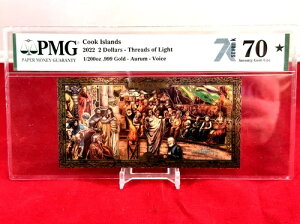 Cook Islands
PMG
PAPER MONEY GUARANTY
2022 2 Dollars - Threads of Light
1/200oz .999 Gold - Aurum - Voice
70 ★